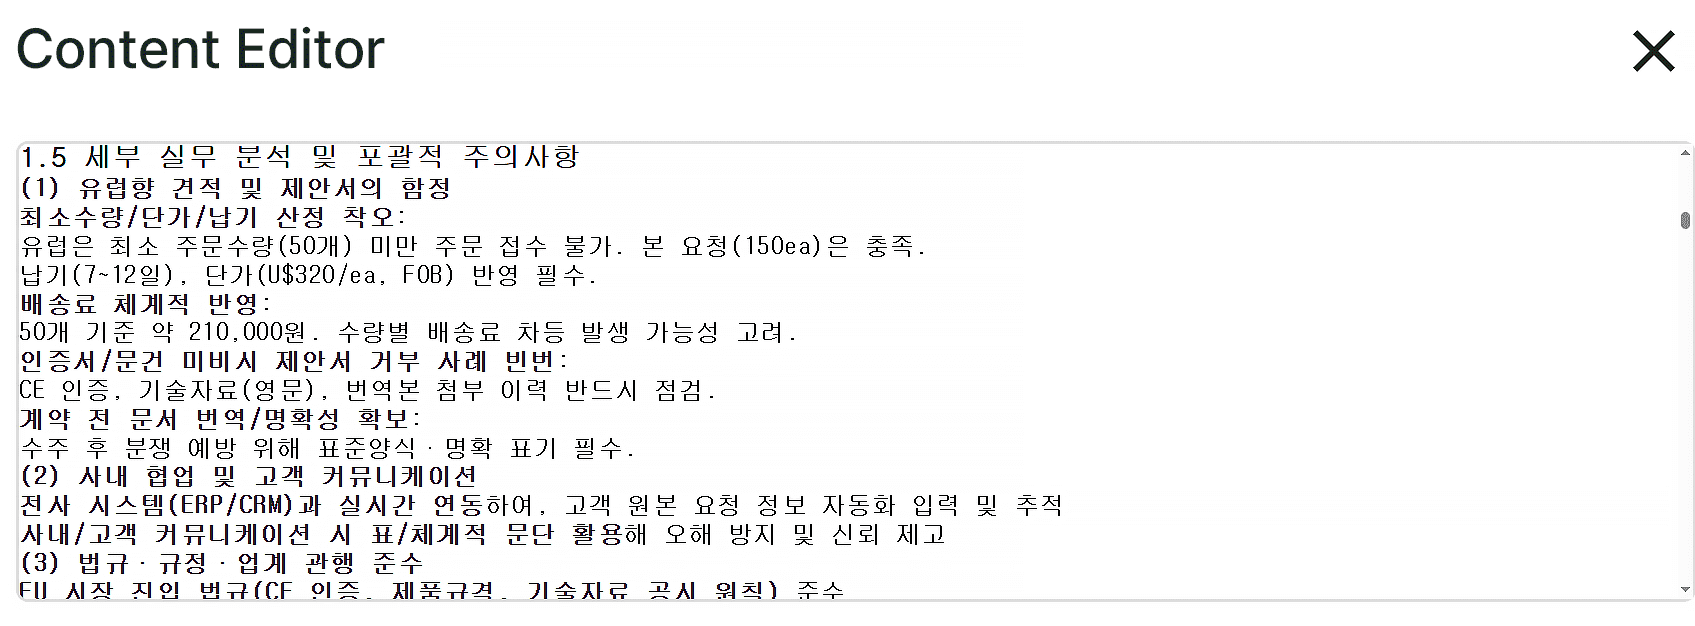 Content Editor
1.5 세부 실무 분석 및 포괄적 주의사항
(1) 유럽향 견적 및 제안서의 함정
최소수량/단가/납기 산정 착오:
유럽은 최소 주문수량(50개) 미만 주문 접수 불가. 본 요청(150ea)은 충족.
납기(7~12일), 단가(U$320/ea, FOB) 반영 필수.
배송료 체계적 반영:
50개 기준 약 210,000원. 수량별 배송료 차등 발생 가능성 고려.
인증서/문건 미비시 제안서 거부 사례 빈번:
CE 인증, 기술자료(영문), 번역본 첨부 이력 반드시 점검.
계약 전 문서 번역/명확성 확보:
수주 후 분쟁 예방 위해 표준양식·명확 표기 필수.
(2) 사내 협업 및 고객 커뮤니케이션
전사 시스템(ERP/CRM)과 실시간 연동하여, 고객 원본 요청 정보 자동화 입력 및 추적
사내/고객 커뮤니케이션 시 표/체계적 문단 활용해 오해 방지 및 신뢰 제고
(3) 법규·규정·업계 관행 준수
EU 시장 진입 법규(CE 인증, 제품규격, 기술자료 공시 원칙) 준수